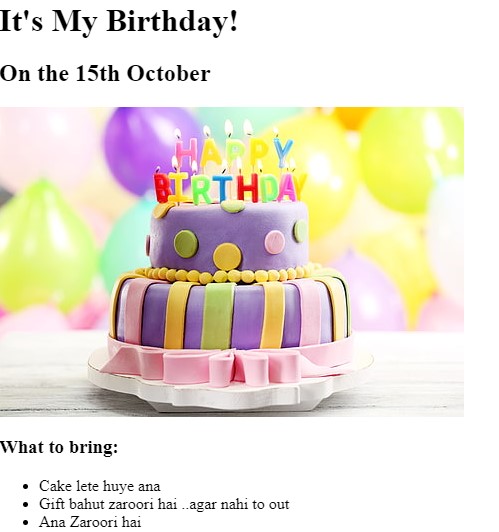 It's My Birthday!
On the 15th October
HAPPY
BIRTHDAY
What to bring:
Cake lete huye ana
Gift bahut zaroori hai ..agar nahi to out
Ana Zaroori hai